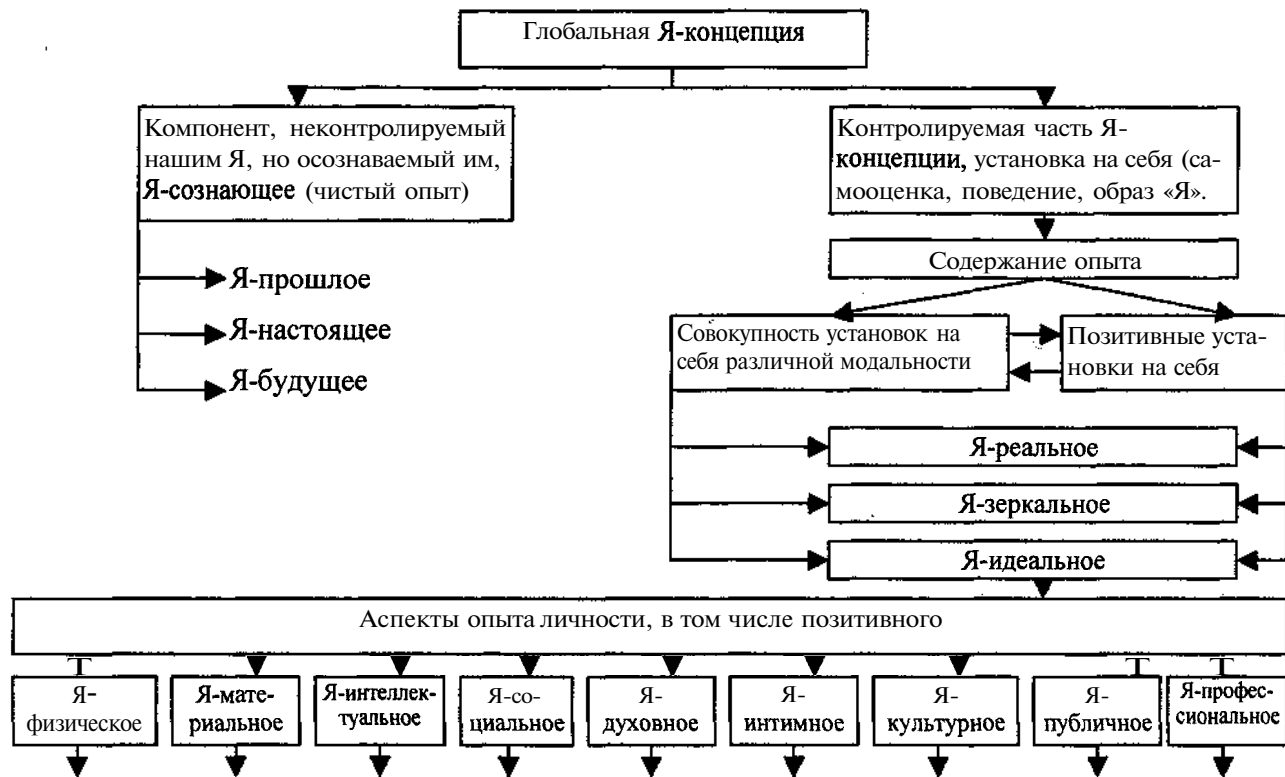 Глобальная Я-концепция
Компонент, неконтролируемый
нашим Я, но осознаваемый им,
Я-сознающее (чистый опыт)
Я-прошлое
Я-настоящее
Я-будущее
Контролируемая часть Я-
концепции, установка на себя (са-
мооценка, поведение, образ «Я».
Содержание опыта
Совокупность установок на
себя различной модальности
Позитивные уста-
новки на себя
Я-реальное
Я-зеркальное
Я-идеальное
Аспекты опыта личности, в том числе позитивного
Я-
физическое
Я-мате-
риальное
Я-интеллек-
туальное
Я-со-
циальное
Я-
духовное
Я-
интимное
Я-
культурное
Я-
публичное
Я-профес-
сиональное